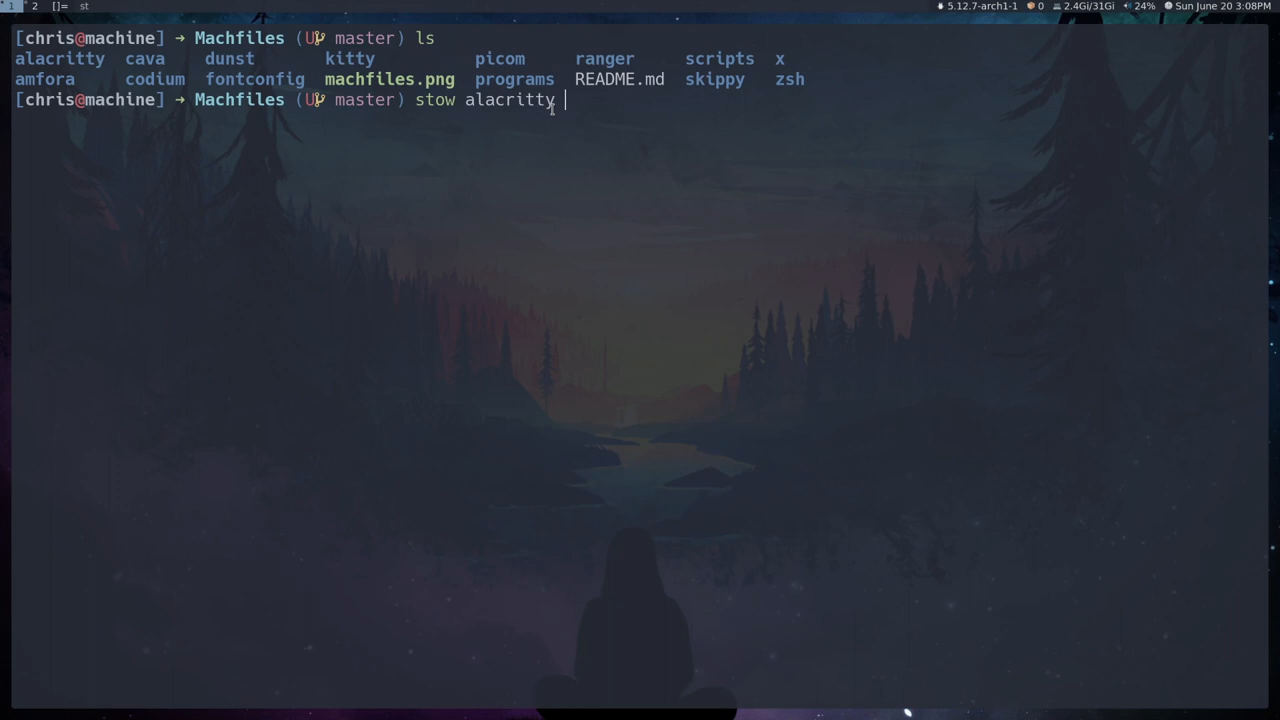 1 2 []= st 5.12.7-arch1-1 0 2.4Gi/31Gi 24% Sun June 20 3:08PM
[chris@machine] → Machfiles (U master) ls
alacritty cava dunst kitty picom ranger scripts x
amfora codium fontconfig machfiles.png programs README.md skippy zsh
[chris@machine] → Machfiles (U master) stow alacritty